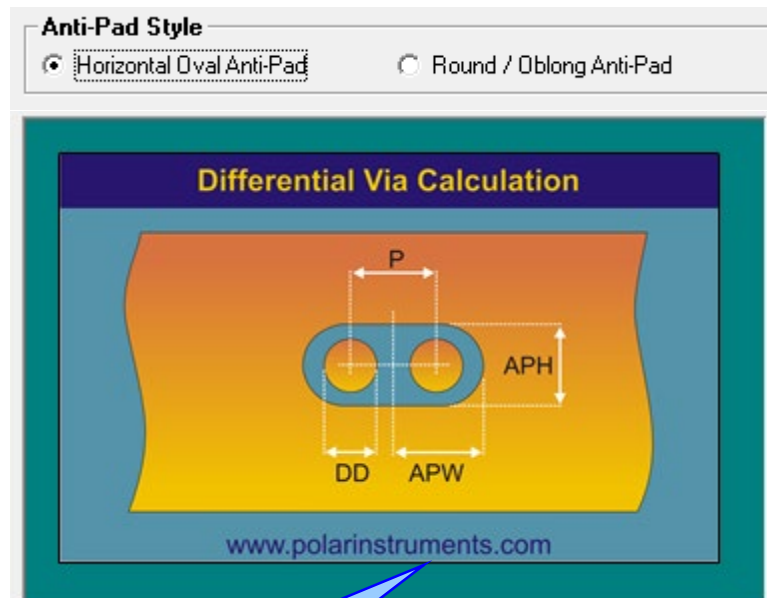 Anti-Pad Style
Horizontal Oval Anti-Pad Round / Oblong Anti-Pad
Differential Via Calculation
P
APH
DD APW
www.polarinstruments.com